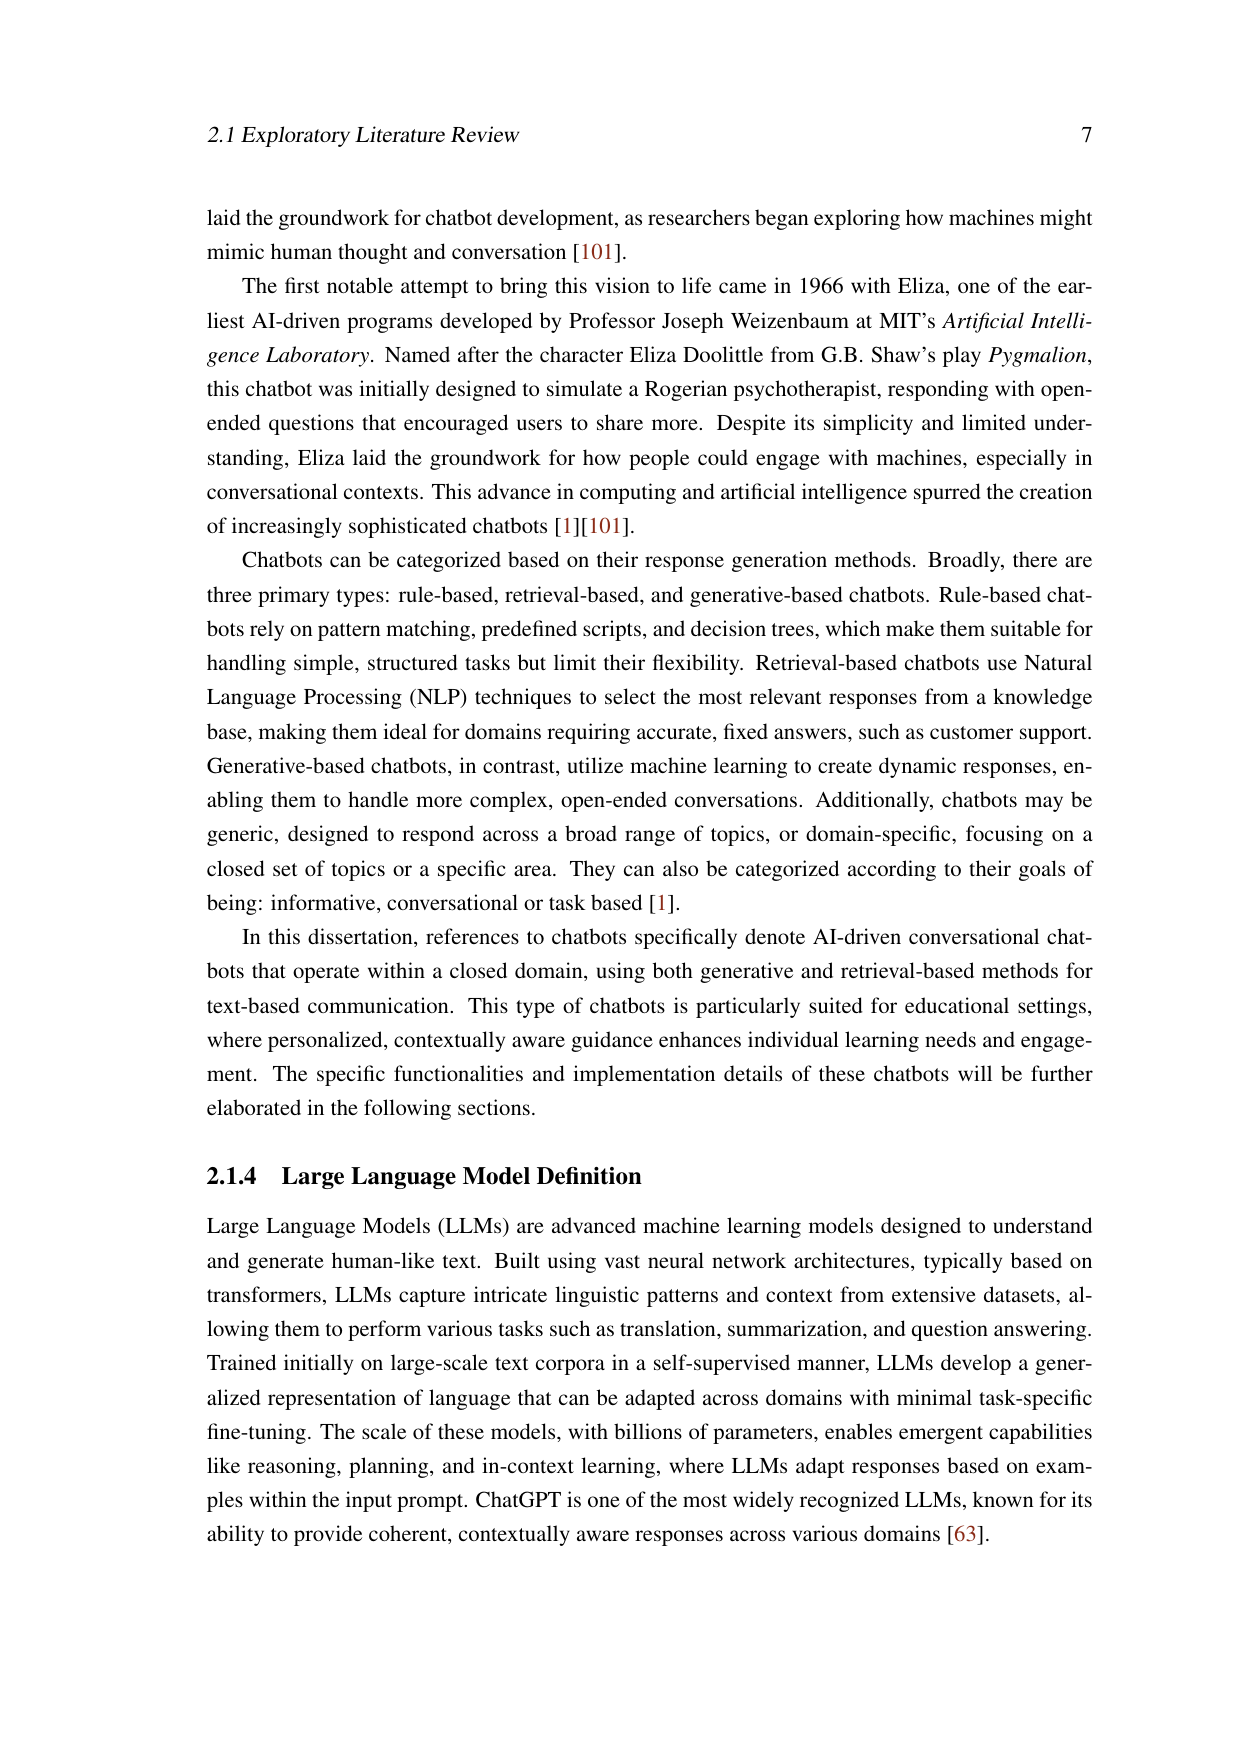 2.1 Exploratory Literature Review 7
laid the groundwork for chatbot development, as researchers began exploring how machines might
mimic human thought and conversation [101].
The first notable attempt to bring this vision to life came in 1966 with Eliza, one of the ear-
liest AI-driven programs developed by Professor Joseph Weizenbaum at MIT's Artificial Intelli-
gence Laboratory. Named after the character Eliza Doolittle from G.B. Shaw's play Pygmalion,
this chatbot was initially designed to simulate a Rogerian psychotherapist, responding with open-
ended questions that encouraged users to share more. Despite its simplicity and limited under-
standing, Eliza laid the groundwork for how people could engage with machines, especially in
conversational contexts. This advance in computing and artificial intelligence spurred the creation
of increasingly sophisticated chatbots [1][101].
Chatbots can be categorized based on their response generation methods. Broadly, there are
three primary types: rule-based, retrieval-based, and generative-based chatbots. Rule-based chat-
bots rely on pattern matching, predefined scripts, and decision trees, which make them suitable for
handling simple, structured tasks but limit their flexibility. Retrieval-based chatbots use Natural
Language Processing (NLP) techniques to select the most relevant responses from a knowledge
base, making them ideal for domains requiring accurate, fixed answers, such as customer support.
Generative-based chatbots, in contrast, utilize machine learning to create dynamic responses, en-
abling them to handle more complex, open-ended conversations. Additionally, chatbots may be
generic, designed to respond across a broad range of topics, or domain-specific, focusing on a
closed set of topics or a specific area. They can also be categorized according to their goals of
being: informative, conversational or task based [1].
In this dissertation, references to chatbots specifically denote AI-driven conversational chat-
bots that operate within a closed domain, using both generative and retrieval-based methods for
text-based communication. This type of chatbots is particularly suited for educational settings,
where personalized, contextually aware guidance enhances individual learning needs and engage-
ment. The specific functionalities and implementation details of these chatbots will be further
elaborated in the following sections.
2.1.4 Large Language Model Definition
Large Language Models (LLMs) are advanced machine learning models designed to understand
and generate human-like text. Built using vast neural network architectures, typically based on
transformers, LLMs capture intricate linguistic patterns and context from extensive datasets, al-
lowing them to perform various tasks such as translation, summarization, and question answering.
Trained initially on large-scale text corpora in a self-supervised manner, LLMs develop a gener-
alized representation of language that can be adapted across domains with minimal task-specific
fine-tuning. The scale of these models, with billions of parameters, enables emergent capabilities
like reasoning, planning, and in-context learning, where LLMs adapt responses based on exam-
ples within the input prompt. ChatGPT is one of the most widely recognized LLMs, known for its
ability to provide coherent, contextually aware responses across various domains [63].